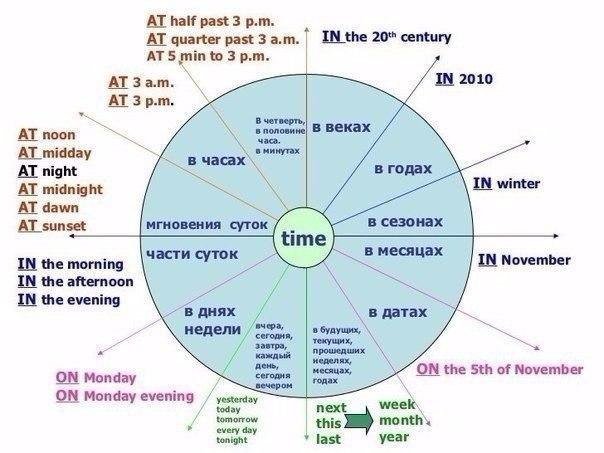 AT half past 3 p.m.
AT quarter past 3 a.m.
AT 5 min to 3 p.m.
IN the 20th century
IN 2010
AT 3 a.m.
AT 3 p.m.
В четверть,
в половине
часа.
в минутах
в веках
в часах
в годах
AT noon
AT midday
AT night
AT midnight
AT dawn
AT sunset
IN winter
мгновения суток
в сезонах
time
части суток
в месяцах
IN November
IN the morning
IN the afternoon
IN the evening
в днях
недели
в датах
вчера,
сегодня,
завтра,
каждый
день,
сегодня
вечером
в будущих,
текущих,
прошедших
неделях,
месяцах,
годах
ON Monday
ON Monday evening
ON the 5th of November
yesterday
today
tomorrow
every day
tonight
next
this
last
week
month
year